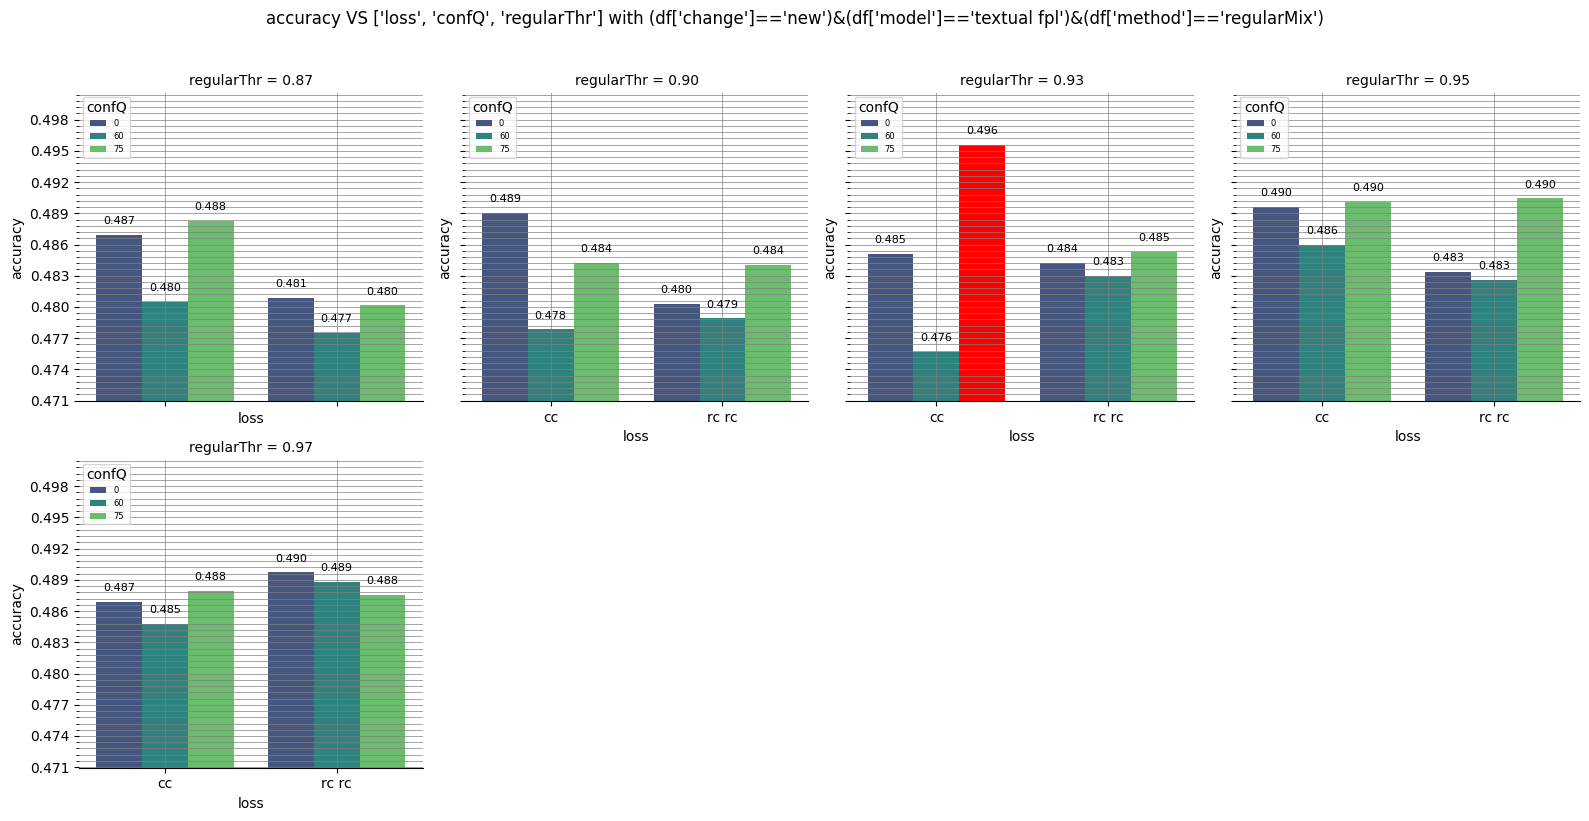 accuracy VS ['loss', 'confQ', 'regularThr'] with (df['change']=='new')&(df['model']=='textual fpl')&(df['method']=='regularMix')
regularThr = 0.87
confQ
0
60
75
0.498
0.495
0.492
0.489
0.486
0.483
0.480
0.477
0.474
0.471
accuracy
0.487
0.480
0.488
0.481
0.477
0.480
loss
regularThr = 0.90
confQ
0
60
75
accuracy
0.489
0.478
0.484
0.480
0.479
0.484
cc
rc rc
loss
regularThr = 0.93
confQ
0
60
75
accuracy
0.485
0.476
0.496
0.484
0.483
0.485
cc
rc rc
loss
regularThr = 0.95
confQ
0
60
75
accuracy
0.490
0.486
0.490
0.483
0.483
0.490
cc
rc rc
loss
regularThr = 0.97
confQ
0
60
75
0.498
0.495
0.492
0.489
0.486
0.483
0.480
0.477
0.474
0.471
accuracy
0.487
0.485
0.488
0.490
0.489
0.488
cc
rc rc
loss